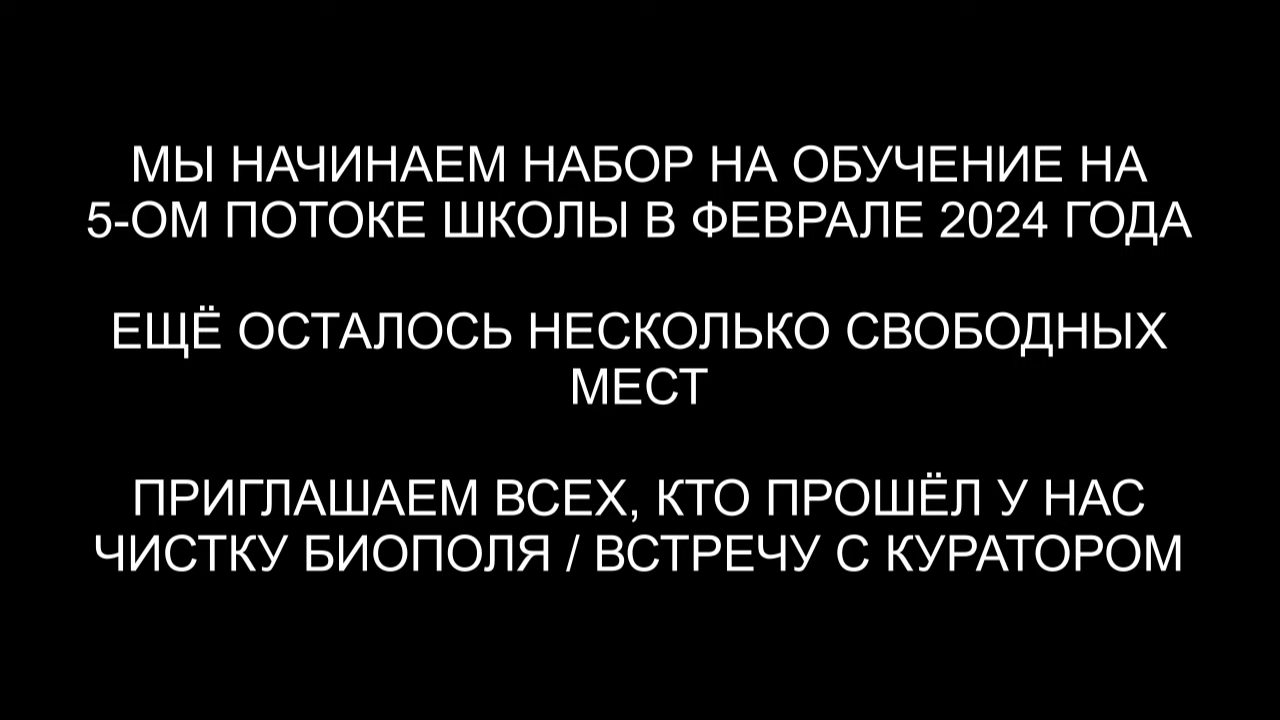 МЫ НАЧИНАЕМ НАБОР НА ОБУЧЕНИЕ НА
5-ОМ ПОТОКЕ ШКОЛЫ В ФЕВРАЛЕ 2024 ГОДА
ЕЩЁ ОСТАЛОСЬ НЕСКОЛЬКО СВОБОДНЫХ
МЕСТ
ПРИГЛАШАЕМ ВСЕХ, КТО ПРОШЁЛ У НАС
ЧИСТКУ БИОПОЛЯ / ВСТРЕЧУ С КУРАТОРОМ